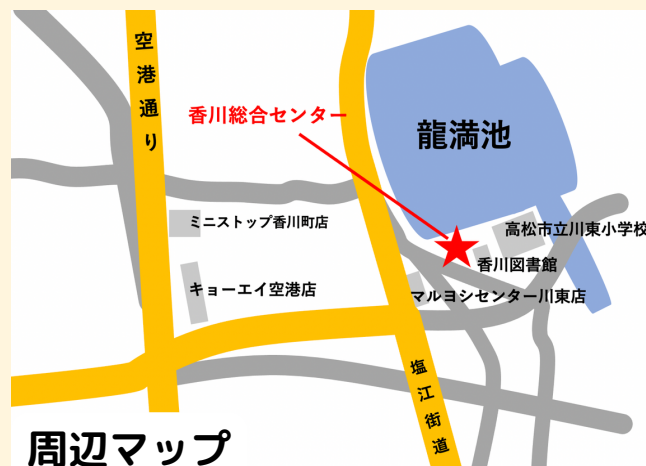 空港通り
香川総合センター
龍満池
ミニストップ香川町店
高松市立川東小学校
香川図書館
キョーエイ空港店
マルヨシセンター川東店
塩江街道
周辺マップ